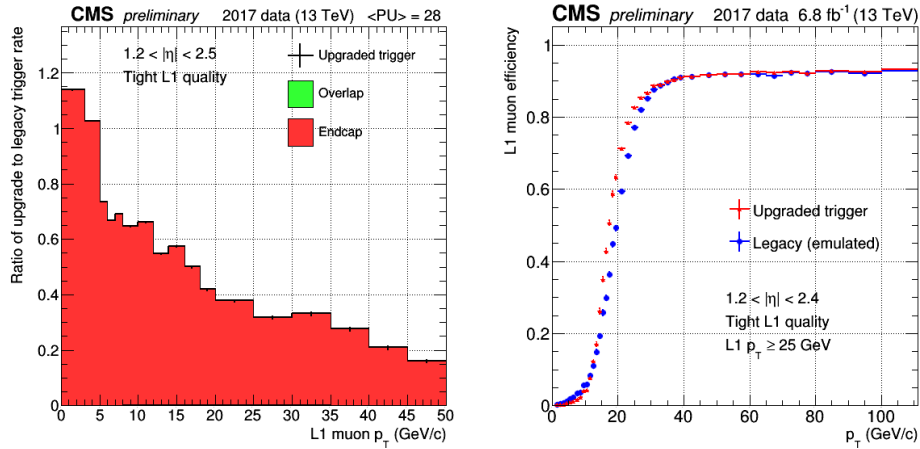 CMS preliminary 2017 data (13 TeV) <PU> = 28
Ratio of upgrade to legacy trigger rate
1.2
1
0.8
0.6
0.4
0.2
0
1.2 < |η| < 2.5
Tight L1 quality
Upgraded trigger
Overlap
Endcap
0 5 10 15 20 25 30 35 40 45 50
L1 muon p_T (GeV/c)
CMS preliminary 2017 data 6.8 fb⁻¹ (13 TeV)
L1 muon efficiency
1
0.8
0.6
0.4
0.2
0
Upgraded trigger
Legacy (emulated)
1.2 < |η| < 2.4
Tight L1 quality
L1 p_T ≥ 25 GeV
0 20 40 60 80 100
p_T (GeV/c)